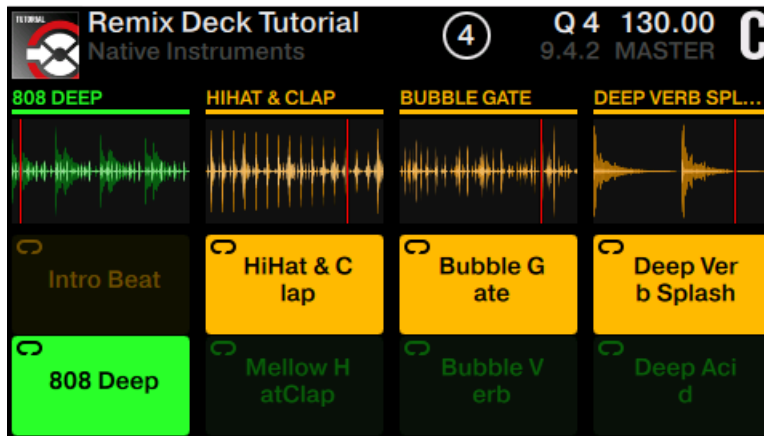 TUTORIAL
Remix Deck Tutorial
Native Instruments
4
Q 4 130.00
9.4.2 MASTER
C
808 DEEP
HIHAT & CLAP
BUBBLE GATE
DEEP VERB SPL...
Intro Beat
HiHat & C
lap
Bubble G
ate
Deep Ver
b Splash
808 Deep
Mellow H
atClap
Bubble V
erb
Deep Aci
d